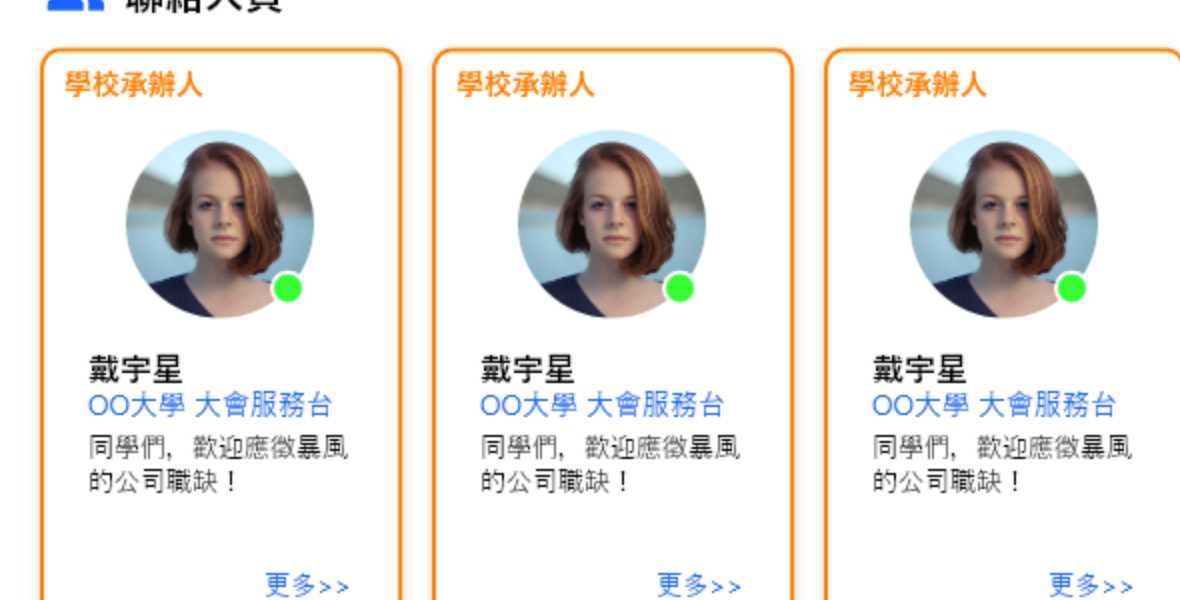 聯絡人員
學校承辦人
戴宇星
OO大學 大會服務台
同學們，歡迎應徵暴風
的公司職缺！
更多>>
學校承辦人
戴宇星
OO大學 大會服務台
同學們，歡迎應徵暴風
的公司職缺！
更多>>
學校承辦人
戴宇星
OO大學 大會服務台
同學們，歡迎應徵暴風
的公司職缺！
更多>>